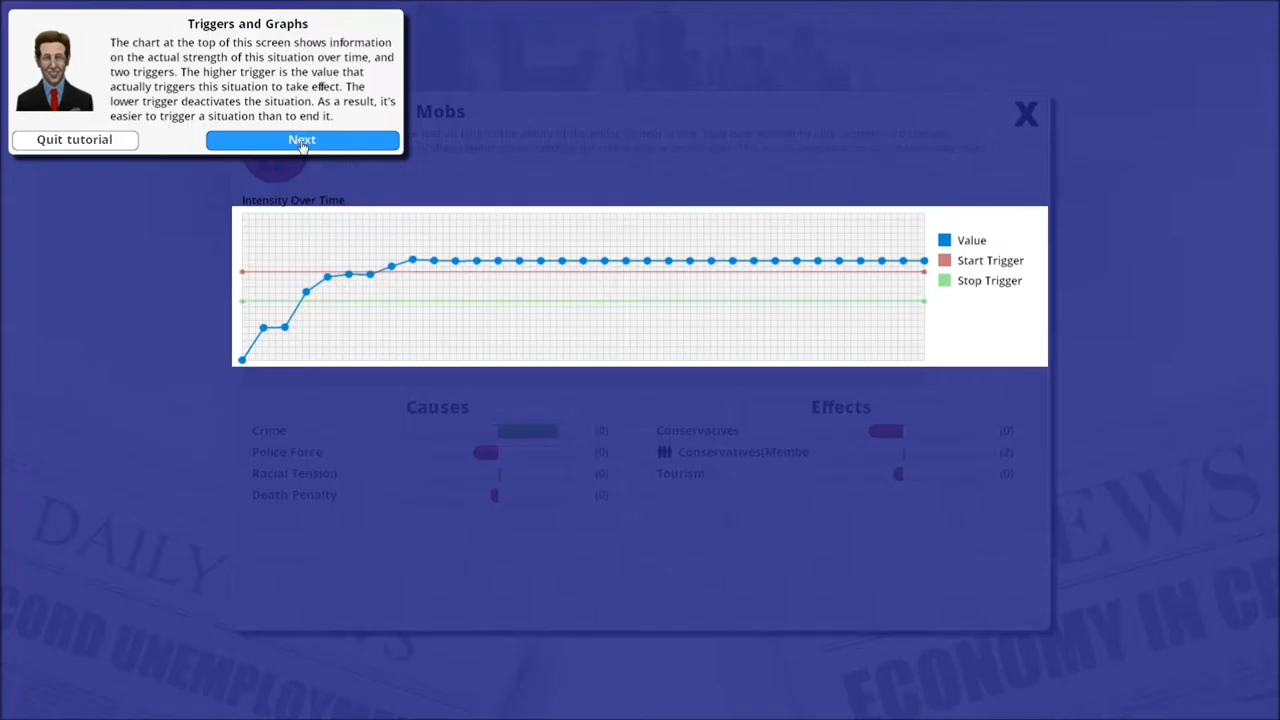 Triggers and Graphs
The chart at the top of this screen shows information
on the actual strength of this situation over time, and
two triggers. The higher trigger is the value that
actually triggers this situation to take effect. The
lower trigger deactivates the situation. As a result, it's
easier to trigger a situation than to end it.
Quit tutorial
Next
Mobs
X
Intensity Over Time
Value
Start Trigger
Stop Trigger
Causes
Effects
Crime (0)
Police Force (0)
Racial Tension (0)
Death Penalty (0)
Conservatives (0)
Conservatives(Membe (2)
Tourism (0)
DAILY
NEWS
CORD UNEMPLOYM
ECONOMY IN C